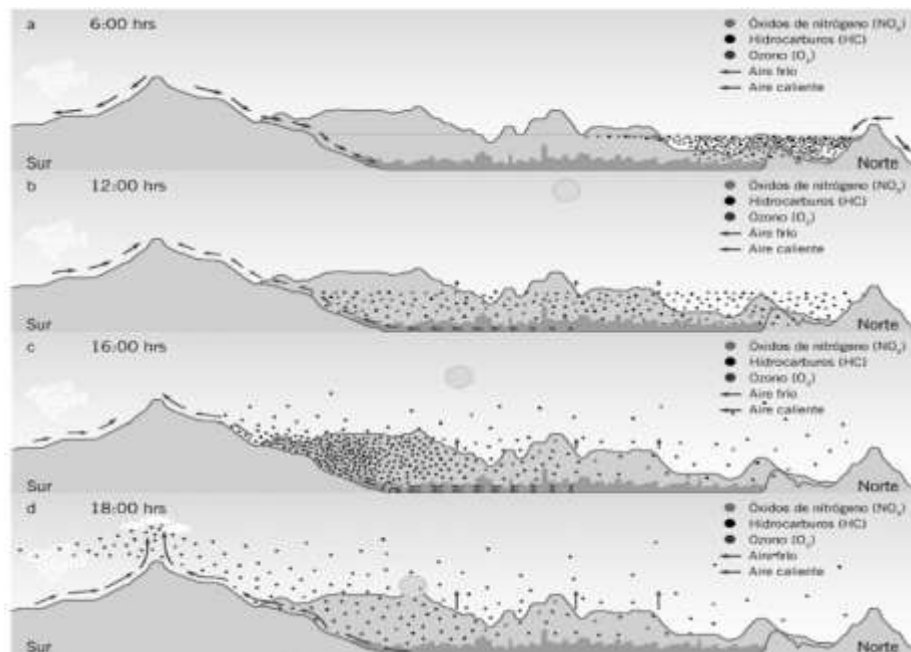 a 6:00 hrs
Óxidos de nitrógeno (NOₓ)
Hidrocarburos (HC)
Ozono (O₃)
Aire frío
Aire caliente
Sur
Norte
b 12:00 hrs
Óxidos de nitrógeno (NOₓ)
Hidrocarburos (HC)
Ozono (O₃)
Aire frío
Aire caliente
Sur
Norte
c 16:00 hrs
Óxidos de nitrógeno (NOₓ)
Hidrocarburos (HC)
Ozono (O₃)
Aire frío
Aire caliente
Sur
Norte
d 18:00 hrs
Óxidos de nitrógeno (NOₓ)
Hidrocarburos (HC)
Ozono (O₃)
Aire frío
Aire caliente
Sur
Norte